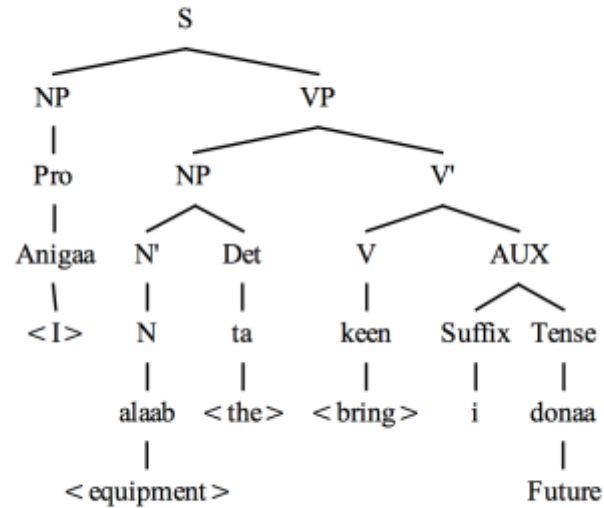 S
NP VP
Pro NP V'
Anigaa N' Det V AUX
<I> N ta keen Suffix Tense
alaab <the> <bring> i donaa
<equipment> Future